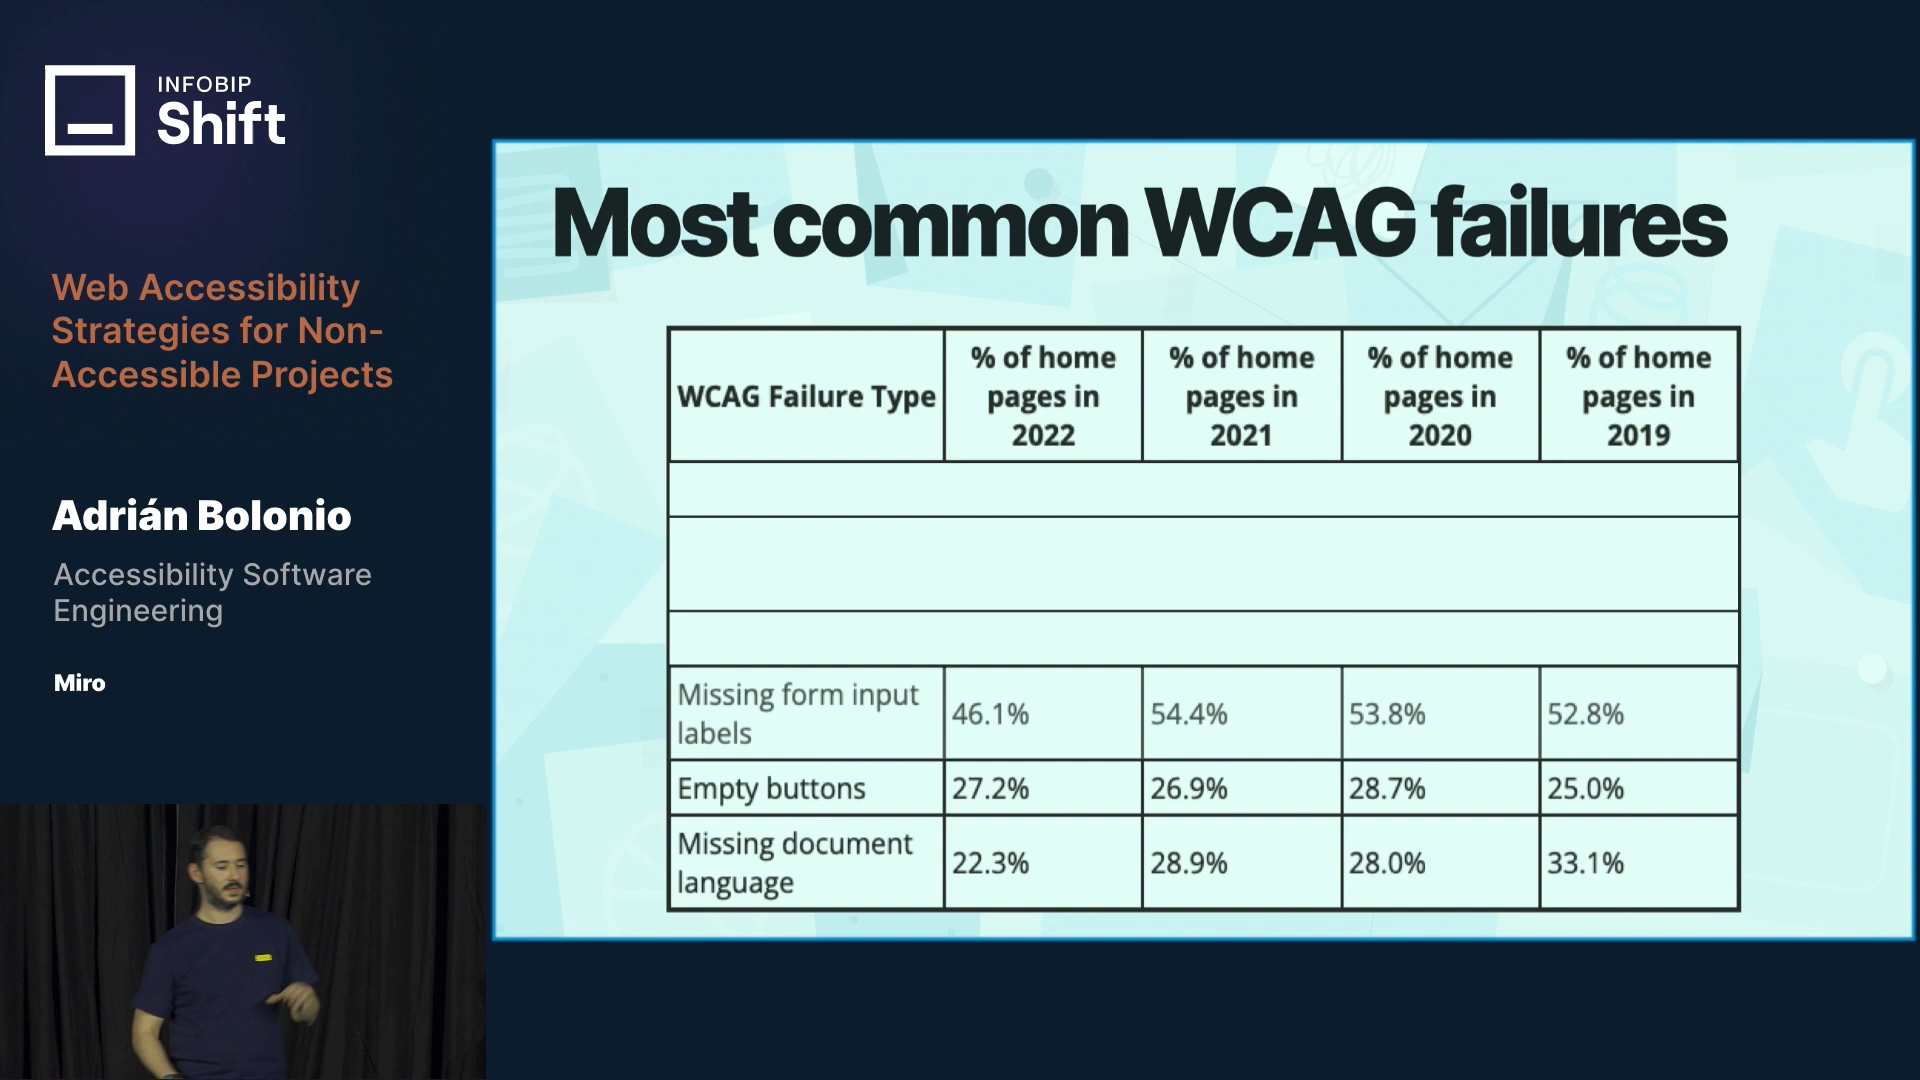 INFOBIP
Shift
Web Accessibility
Strategies for Non-
Accessible Projects
Adrián Bolonio
Accessibility Software
Engineering
Miro
Most common WCAG failures
WCAG Failure Type
% of home
pages in
2022
% of home
pages in
2021
% of home
pages in
2020
% of home
pages in
2019
Missing form input
labels
46.1%
54.4%
53.8%
52.8%
Empty buttons
27.2%
26.9%
28.7%
25.0%
Missing document
language
22.3%
28.9%
28.0%
33.1%